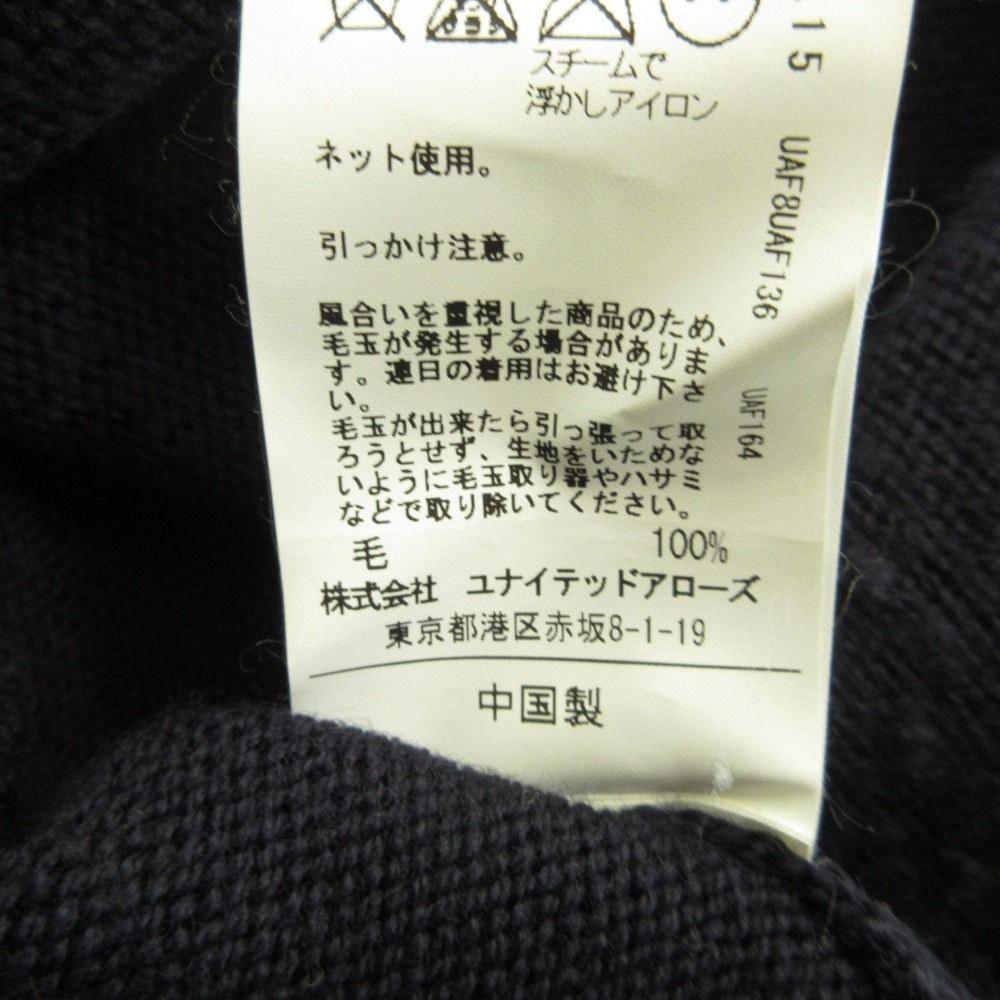 スチームで
浮かしアイロン
ネット使用。
引っかけ注意。
風合いを重視した商品のため、
毛玉が発生する場合がありま
す。連日の着用はお避け下さ
い。
毛玉が出来たら引っ張って取
ろうとせず、生地をいためな
いように毛玉取り器やハサミ
などで取り除いてください。
毛 100%
株式会社 ユナイテッドアローズ
東京都港区赤坂8-1-19
中国製
15
UAF8UAF136
UAF164